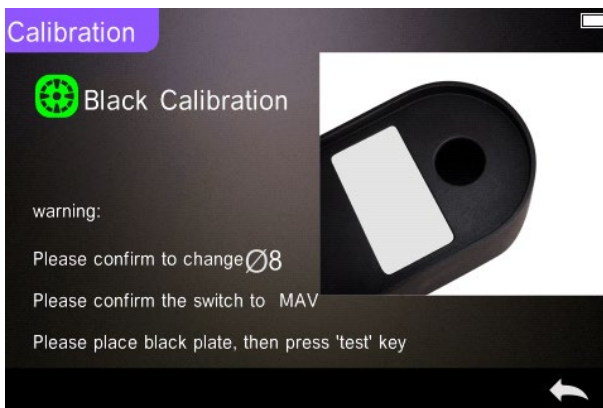 Calibration
Black Calibration
warning:
Please confirm to change∅8
Please confirm the switch to MAV
Please place black plate, then press 'test' key